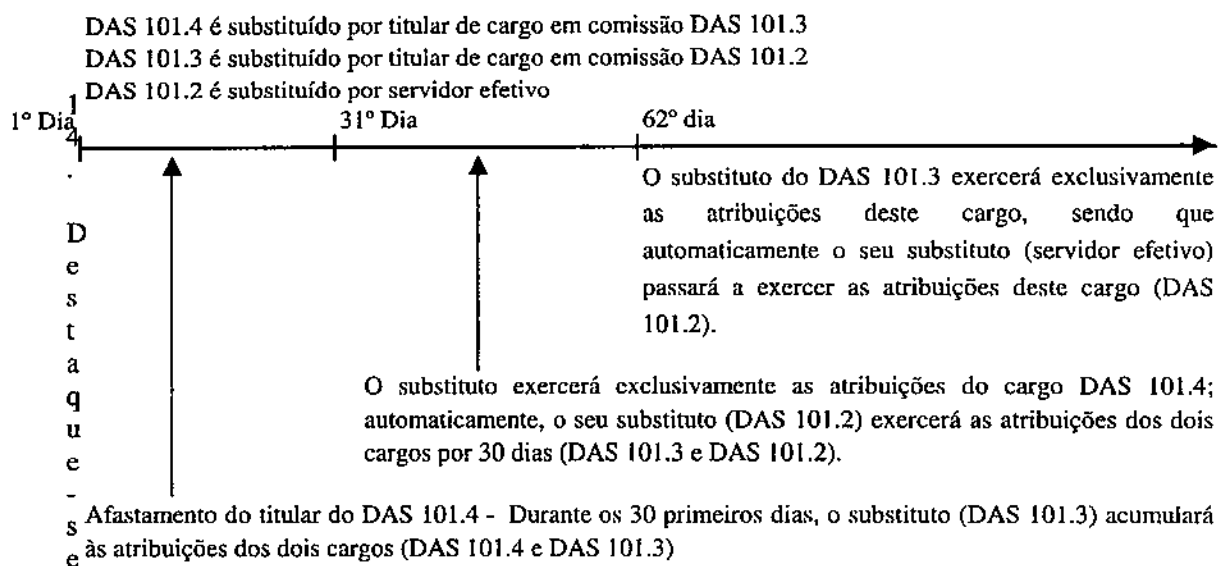 DAS 101.4 é substituído por titular de cargo em comissão DAS 101.3
DAS 101.3 é substituído por titular de cargo em comissão DAS 101.2
DAS 101.2 é substituído por servidor efetivo
1º Dia
31º Dia
62º dia
14. Destaque-se
O substituto do DAS 101.3 exercerá exclusivamente
as atribuições deste cargo, sendo que
automaticamente o seu substituto (servidor efetivo)
passará a exercer as atribuições deste cargo (DAS
101.2).
O substituto exercerá exclusivamente as atribuições do cargo DAS 101.4;
automaticamente, o seu substituto (DAS 101.2) exercerá as atribuições dos dois
cargos por 30 dias (DAS 101.3 e DAS 101.2).
Afastamento do titular do DAS 101.4 - Durante os 30 primeiros dias, o substituto (DAS 101.3) acumulará
às atribuições dos dois cargos (DAS 101.4 e DAS 101.3)